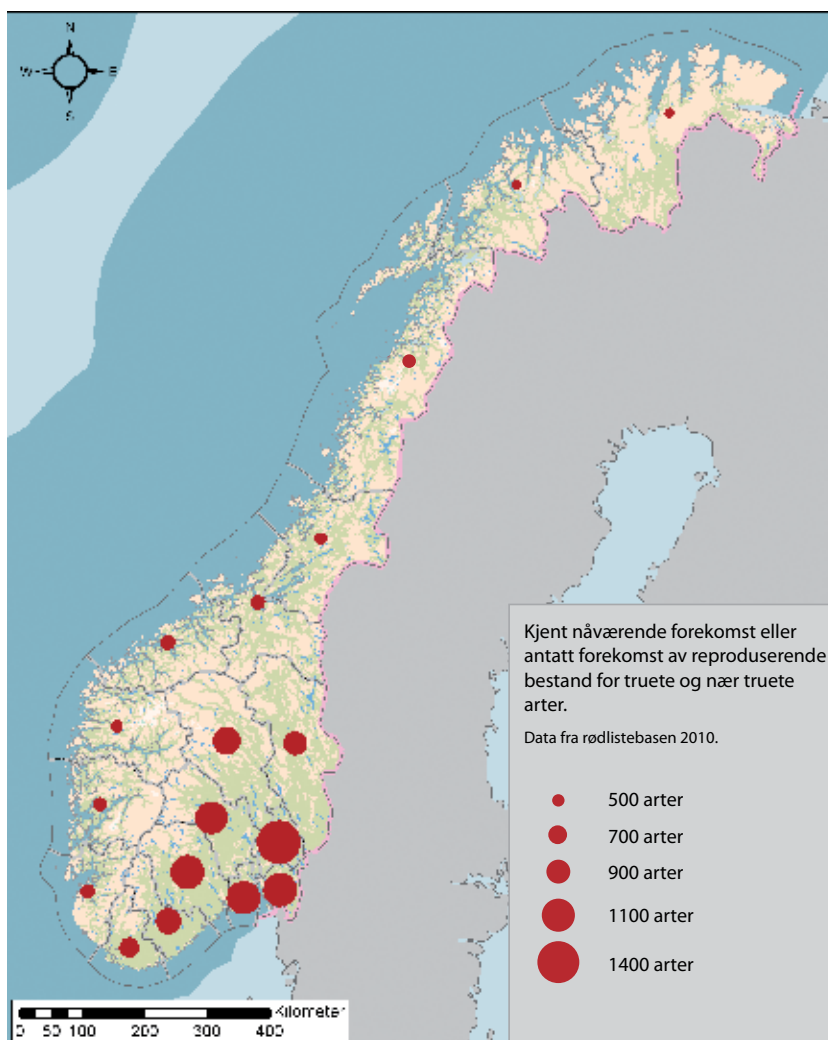 N
W E
S
Kjent nåværende forekomst eller
antatt forekomst av reproduserende
bestand for truete og nær truete
arter.
Data fra rødlistebasen 2010.
500 arter
700 arter
900 arter
1100 arter
1400 arter
Kilometer
0 50 100 200 300 400